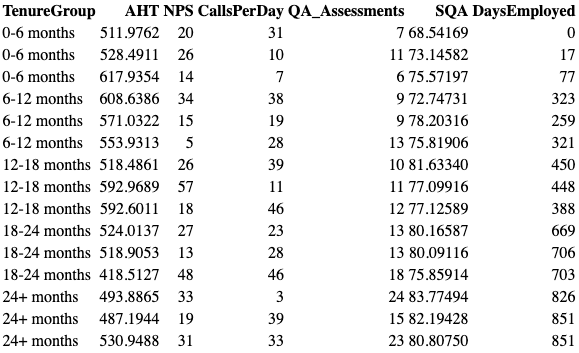 TenureGroup AHT NPS CallsPerDay QA_Assessments SQA DaysEmployed
0-6 months 511.9762 20 31 7 68.54169 0
0-6 months 528.4911 26 10 11 73.14582 17
0-6 months 617.9354 14 7 6 75.57197 77
6-12 months 608.6386 34 38 9 72.74731 323
6-12 months 571.0322 15 19 9 78.20316 259
6-12 months 553.9313 5 28 13 75.81906 321
12-18 months 518.4861 26 39 10 81.63340 450
12-18 months 592.9689 57 11 11 77.09916 448
12-18 months 592.6011 18 46 12 77.12589 388
18-24 months 524.0137 27 23 13 80.16587 669
18-24 months 518.9053 13 28 13 80.09116 706
18-24 months 418.5127 48 46 18 75.85914 703
24+ months 493.8865 33 3 24 83.77494 826
24+ months 487.1944 19 39 15 82.19428 851
24+ months 530.9488 31 33 23 80.80750 851